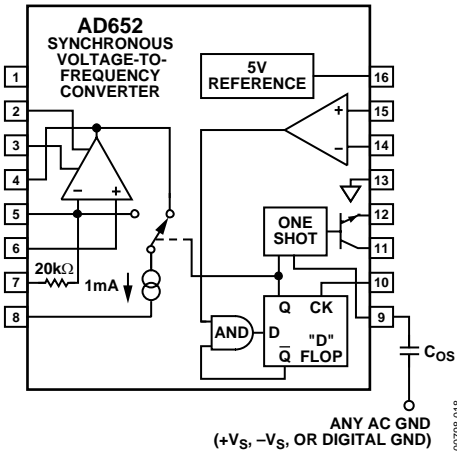 AD652
SYNCHRONOUS
VOLTAGE-TO-
FREQUENCY
CONVERTER
5V
REFERENCE
1
2
3
4
5
6
7
8
16
15
14
13
12
11
10
9
+
–
–
+
20kΩ
1mA
ONE
SHOT
AND
Q CK
D "D"
Q̅ FLOP
COS
ANY AC GND
(+VS, –VS, OR DIGITAL GND)
00798-018